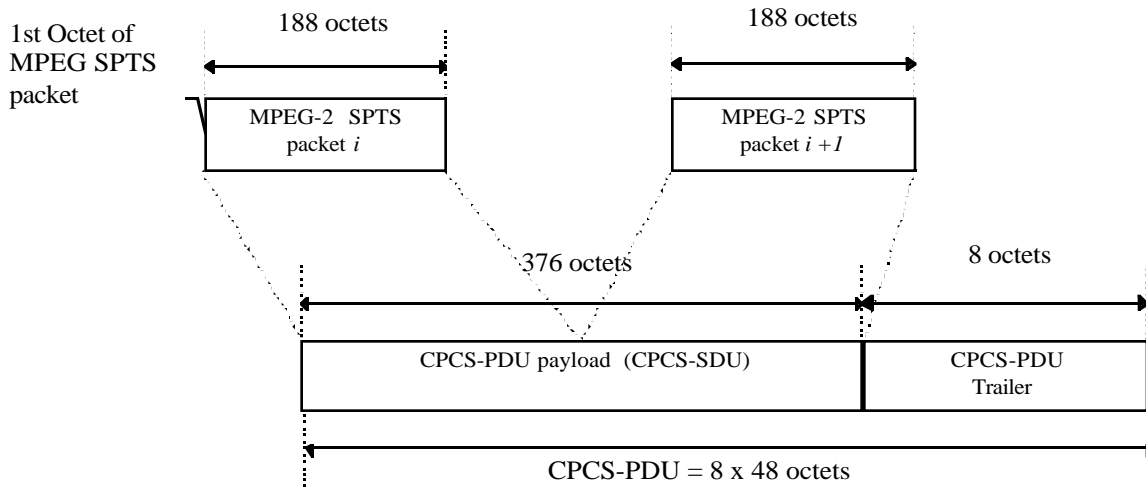 188 octets
188 octets
1st Octet of
MPEG SPTS
packet
MPEG-2 SPTS
packet i
MPEG-2 SPTS
packet i +1
376 octets
8 octets
CPCS-PDU payload (CPCS-SDU)
CPCS-PDU
Trailer
CPCS-PDU = 8 x 48 octets